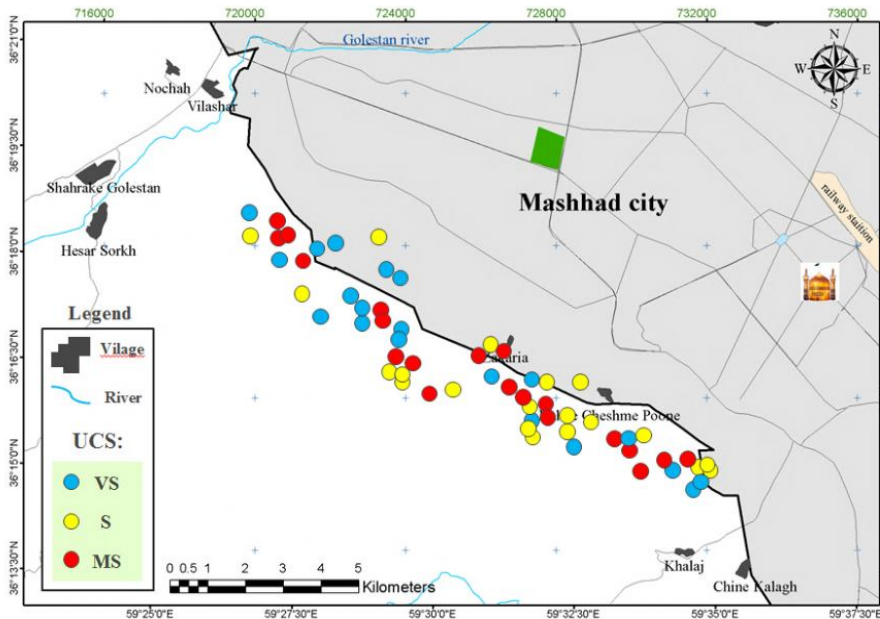 716000 720000 724000 728000 732000 736000
36°21'0"N
36°19'30"N
36°18'0"N
36°16'30"N
36°15'0"N
36°13'30"N
Golestan river
N
W E
S
Nochah
Vilashar
Shahrake Golestan
Hesar Sorkh
Mashhad city
railway staition
Legend
Vilage
River
UCS:
VS
S
MS
Cheshme Poone
Khalaj
Chine Kalagh
0 0.5 1 2 3 4 5
Kilometers
59°25'0"E 59°27'30"E 59°30'0"E 59°32'30"E 59°35'0"E 59°37'30"E